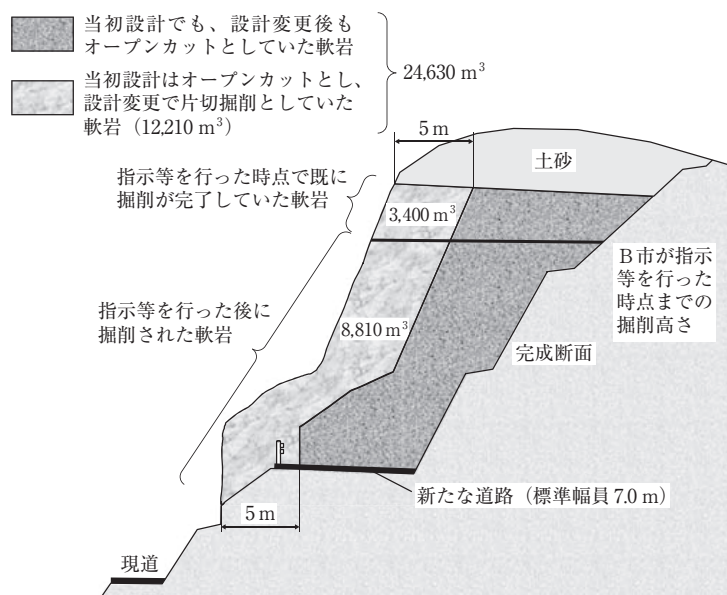 当初設計でも、設計変更後も
オープンカットとしていた軟岩
当初設計はオープンカットとし、
設計変更で片切掘削としていた
軟岩（12,210 m³）
24,630 m³
5 m
土砂
指示等を行った時点で既に
掘削が完了していた軟岩
3,400 m³
B市が指示
等を行った
時点までの
掘削高さ
指示等を行った後に
掘削された軟岩
8,810 m³
完成断面
新たな道路（標準幅員 7.0 m）
5 m
現道